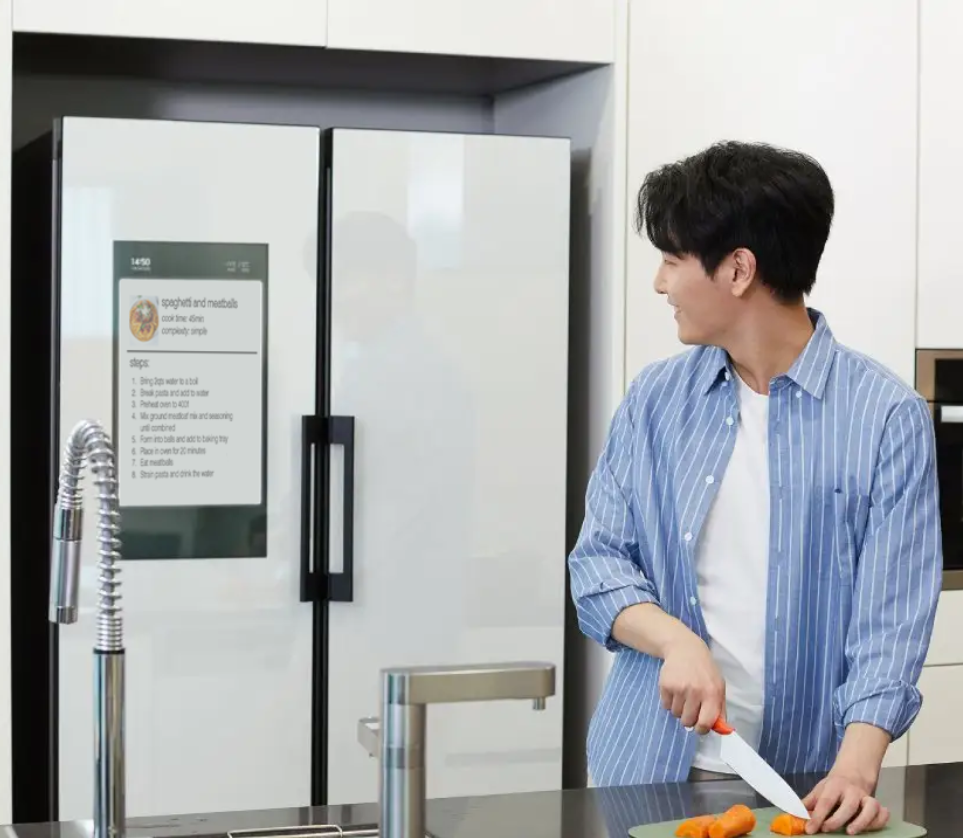 14:50
spaghetti and meatballs
cook time: 45min
complexity: simple
steps:
1. Bring 2qts water to a boil
2. Break pasta and add to water
3. Preheat oven to 400f
4. Mix ground meatloaf mix and seasoning
until combined
5. Form into balls and add to baking tray
6. Place in oven for 20 minutes
7. Eat meatballs
8. Strain pasta and drink the water